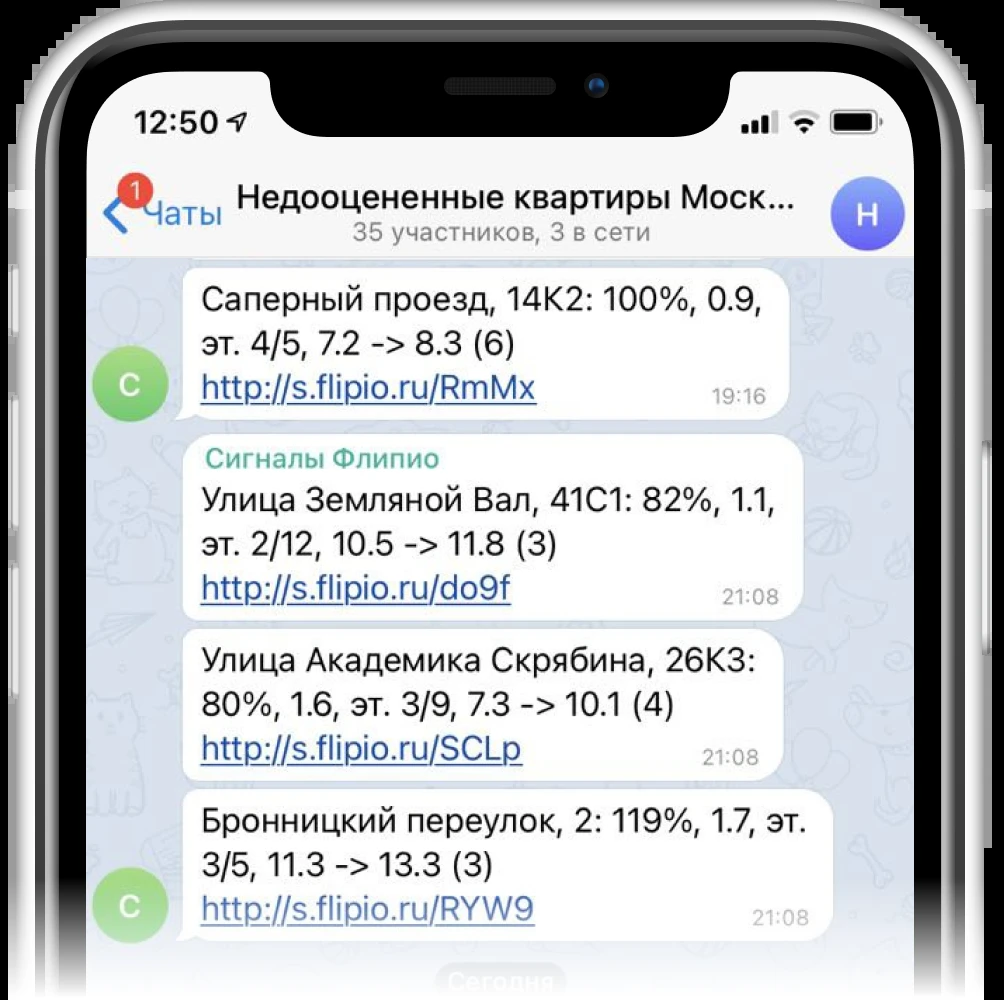 12:50
1
Чаты
Недооцененные квартиры Моск...
35 участников, 3 в сети
Н
Саперный проезд, 14К2: 100%, 0.9,
эт. 4/5, 7.2 -> 8.3 (6)
http://s.flipio.ru/RmMx
19:16
С
Сигналы Флипио
Улица Земляной Вал, 41С1: 82%, 1.1,
эт. 2/12, 10.5 -> 11.8 (3)
http://s.flipio.ru/do9f
21:08
Улица Академика Скрябина, 26К3:
80%, 1.6, эт. 3/9, 7.3 -> 10.1 (4)
http://s.flipio.ru/SCLp
21:08
Бронницкий переулок, 2: 119%, 1.7, эт.
3/5, 11.3 -> 13.3 (3)
http://s.flipio.ru/RYW9
21:08
С
Сегодня